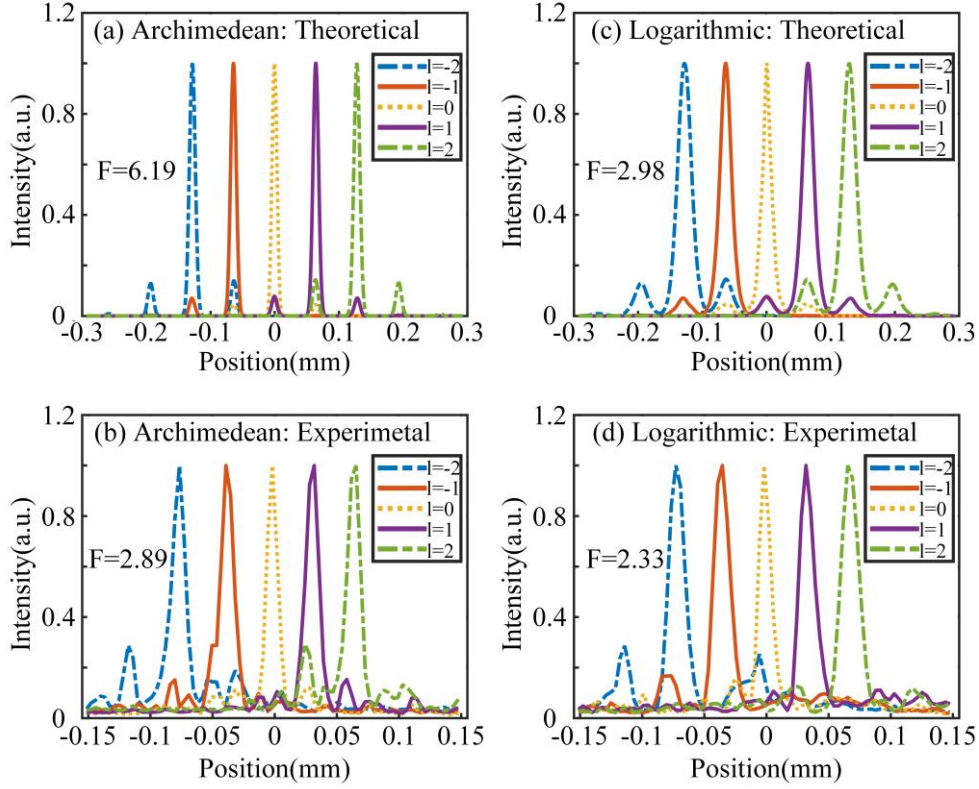 (a) Archimedean: Theoretical
Intensity(a.u.)
1.2
0.8
0.4
0
F=6.19
l=-2
l=-1
l=0
l=1
l=2
-0.3 -0.2 -0.1 0 0.1 0.2 0.3
Position(mm)
(c) Logarithmic: Theoretical
Intensity(a.u.)
1.2
0.8
0.4
0
F=2.98
l=-2
l=-1
l=0
l=1
l=2
-0.3 -0.2 -0.1 0 0.1 0.2 0.3
Position(mm)
(b) Archimedean: Experimetal
Intensity(a.u.)
1.2
0.8
0.4
0
F=2.89
l=-2
l=-1
l=0
l=1
l=2
-0.15 -0.1 -0.05 0 0.05 0.1 0.15
Position(mm)
(d) Logarithmic: Experimetal
Intensity(a.u.)
1.2
0.8
0.4
0
F=2.33
l=-2
l=-1
l=0
l=1
l=2
-0.15 -0.1 -0.05 0 0.05 0.1 0.15
Position(mm)